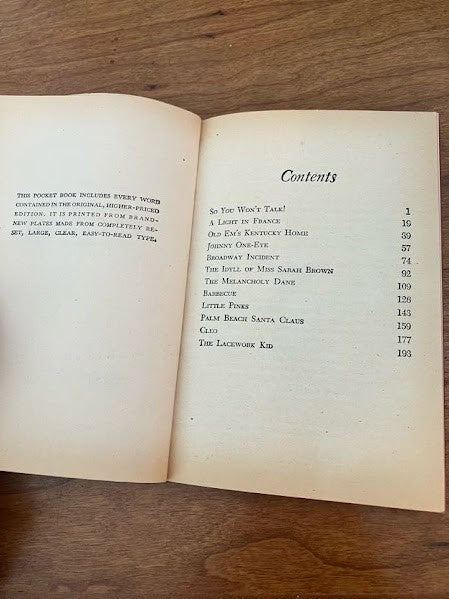 THIS POCKET BOOK INCLUDES EVERY WORD
CONTAINED IN THE ORIGINAL, HIGHER-PRICED
EDITION. IT IS PRINTED FROM BRAND-
NEW PLATES MADE FROM COMPLETELY RE-
SET, LARGE, CLEAR, EASY-TO-READ TYPE.
Contents
So You Won't Talk! 1
A Light in France 19
Old Em's Kentucky Home 39
Johnny One-Eye 57
Broadway Incident 74
The Idyll of Miss Sarah Brown 92
The Melancholy Dane 109
Barbecue 126
Little Pinks 143
Palm Beach Santa Claus 159
Cleo 177
The Lacework Kid 193